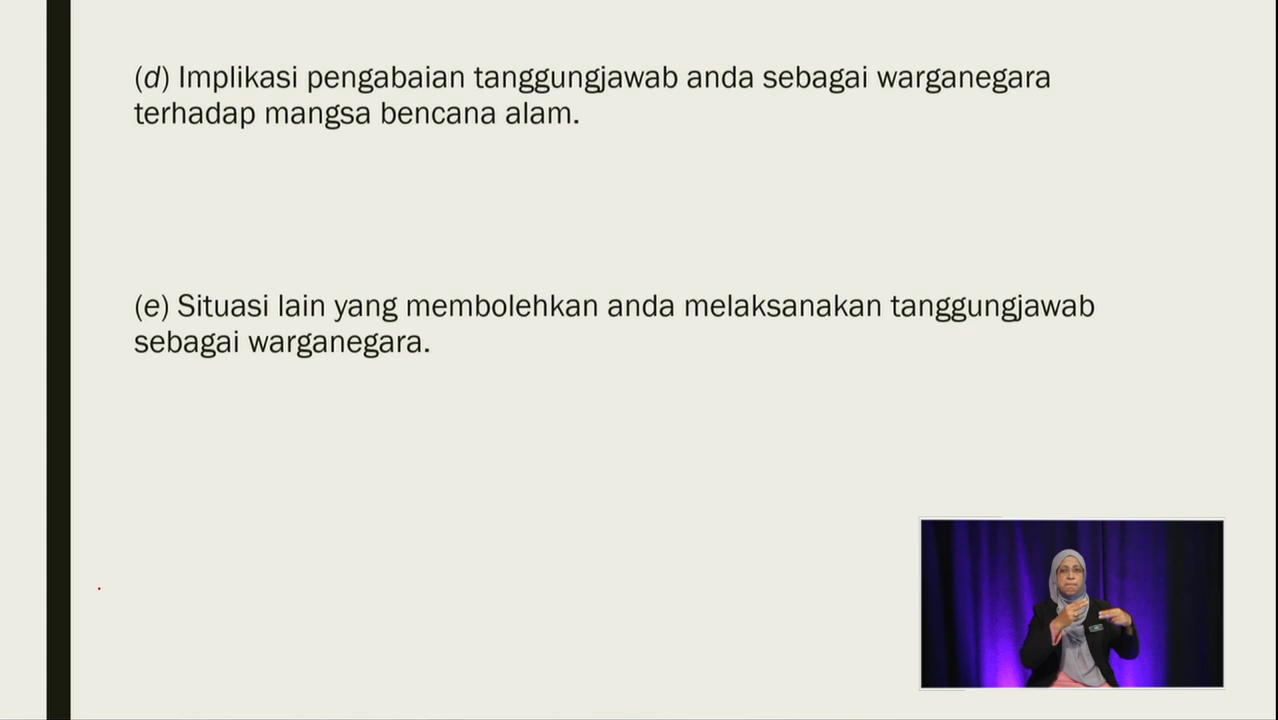 (d) Implikasi pengabaian tanggungjawab anda sebagai warganegara
terhadap mangsa bencana alam.
(e) Situasi lain yang membolehkan anda melaksanakan tanggungjawab
sebagai warganegara.